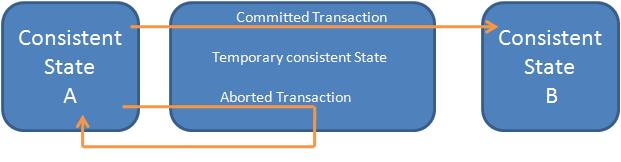 Consistent
State
A
Committed Transaction
Temporary consistent State
Aborted Transaction
Consistent
State
B